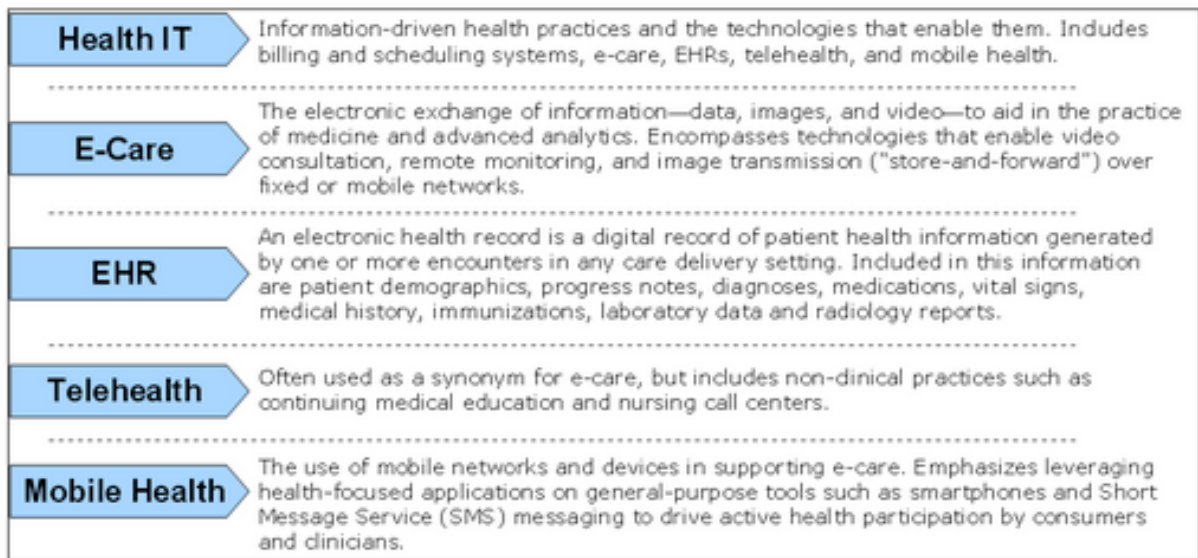 Health IT
Information-driven health practices and the technologies that enable them. Includes
billing and scheduling systems, e-care, EHRs, telehealth, and mobile health.
E-Care
The electronic exchange of information—data, images, and video—to aid in the practice
of medicine and advanced analytics. Encompasses technologies that enable video
consultation, remote monitoring, and image transmission ("store-and-forward") over
fixed or mobile networks.
EHR
An electronic health record is a digital record of patient health information generated
by one or more encounters in any care delivery setting. Included in this information
are patient demographics, progress notes, diagnoses, medications, vital signs,
medical history, immunizations, laboratory data and radiology reports.
Telehealth
Often used as a synonym for e-care, but includes non-clinical practices such as
continuing medical education and nursing call centers.
Mobile Health
The use of mobile networks and devices in supporting e-care. Emphasizes leveraging
health-focused applications on general-purpose tools such as smartphones and Short
Message Service (SMS) messaging to drive active health participation by consumers
and clinicians.